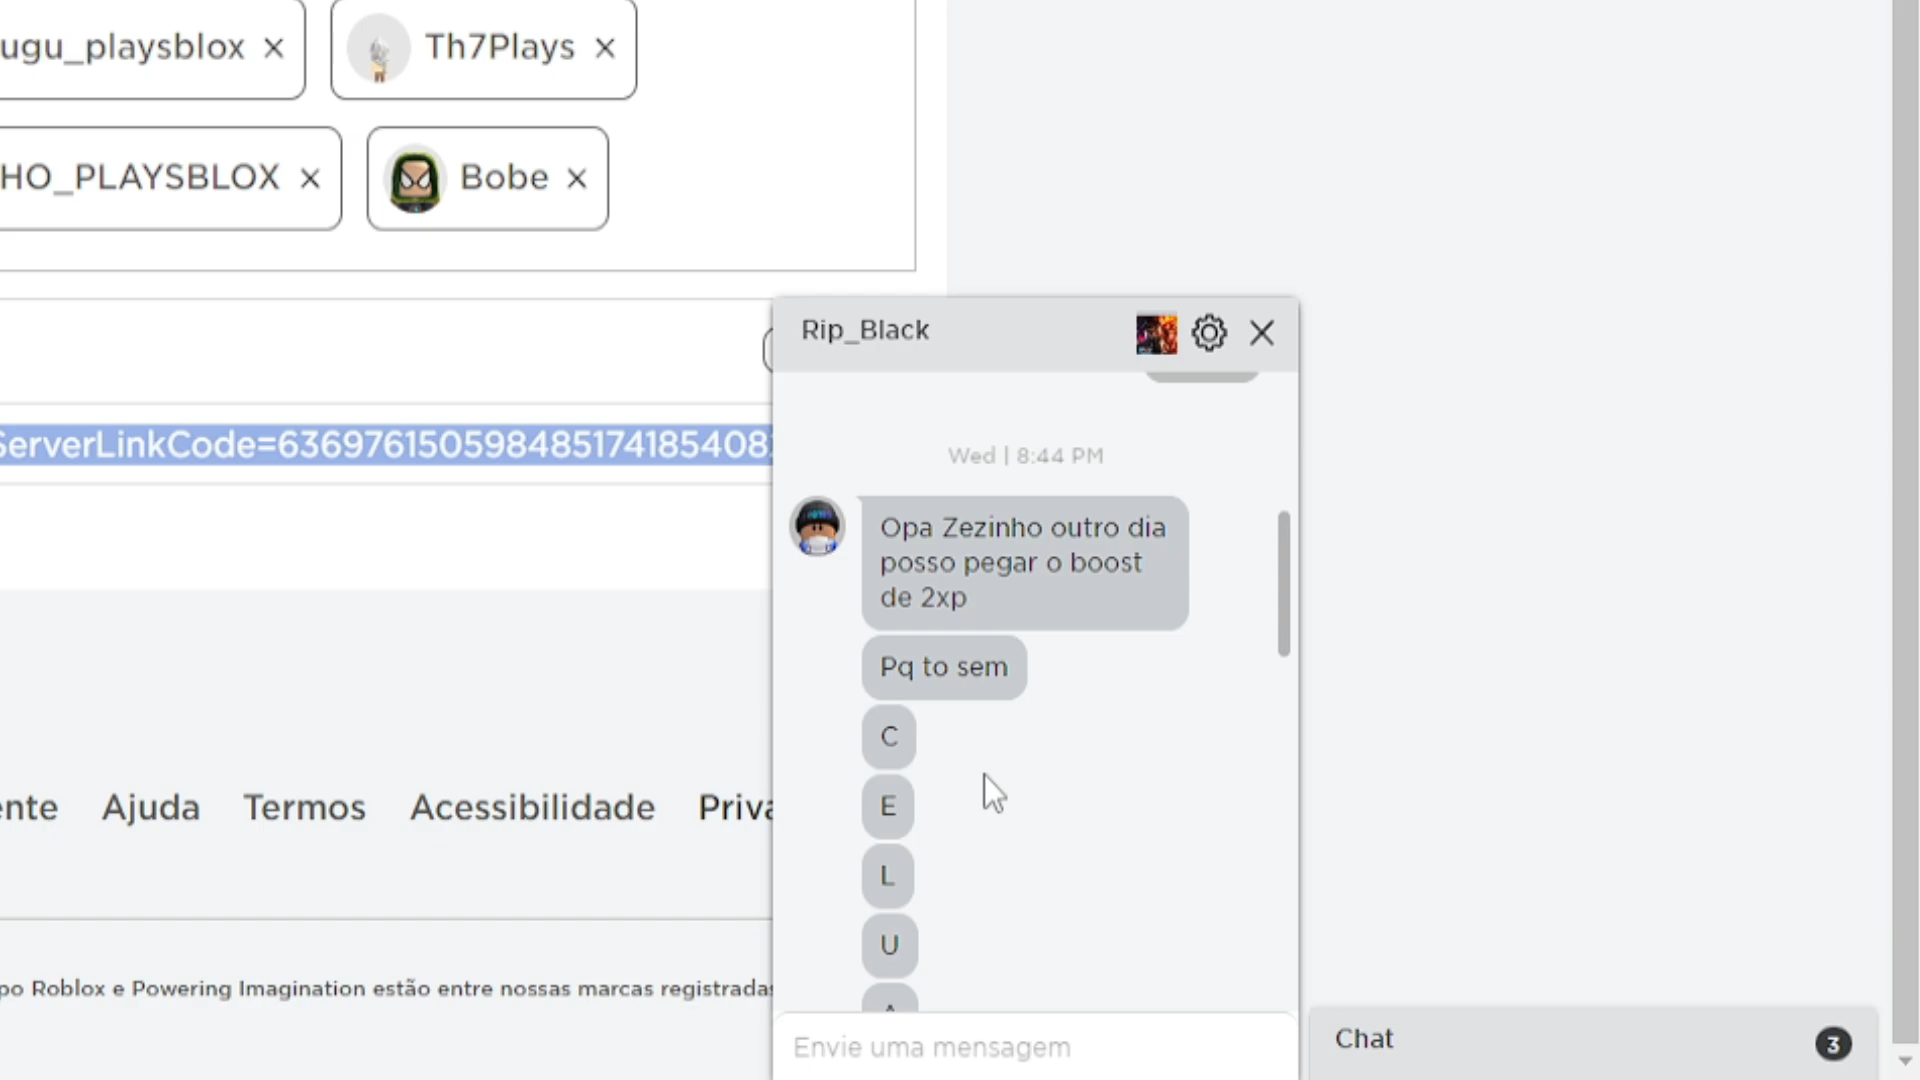 ugu_playsblox ×
Th7Plays ×
HO_PLAYSBLOX ×
Bobe ×
ServerLinkCode=636976150598485174185408
Rip_Black
Wed | 8:44 PM
Opa Zezinho outro dia
posso pegar o boost
de 2xp
Pq to sem
C
E
L
U
ente Ajuda Termos Acessibilidade Priva
po Roblox e Powering Imagination estão entre nossas marcas registradas
Envie uma mensagem
Chat
3